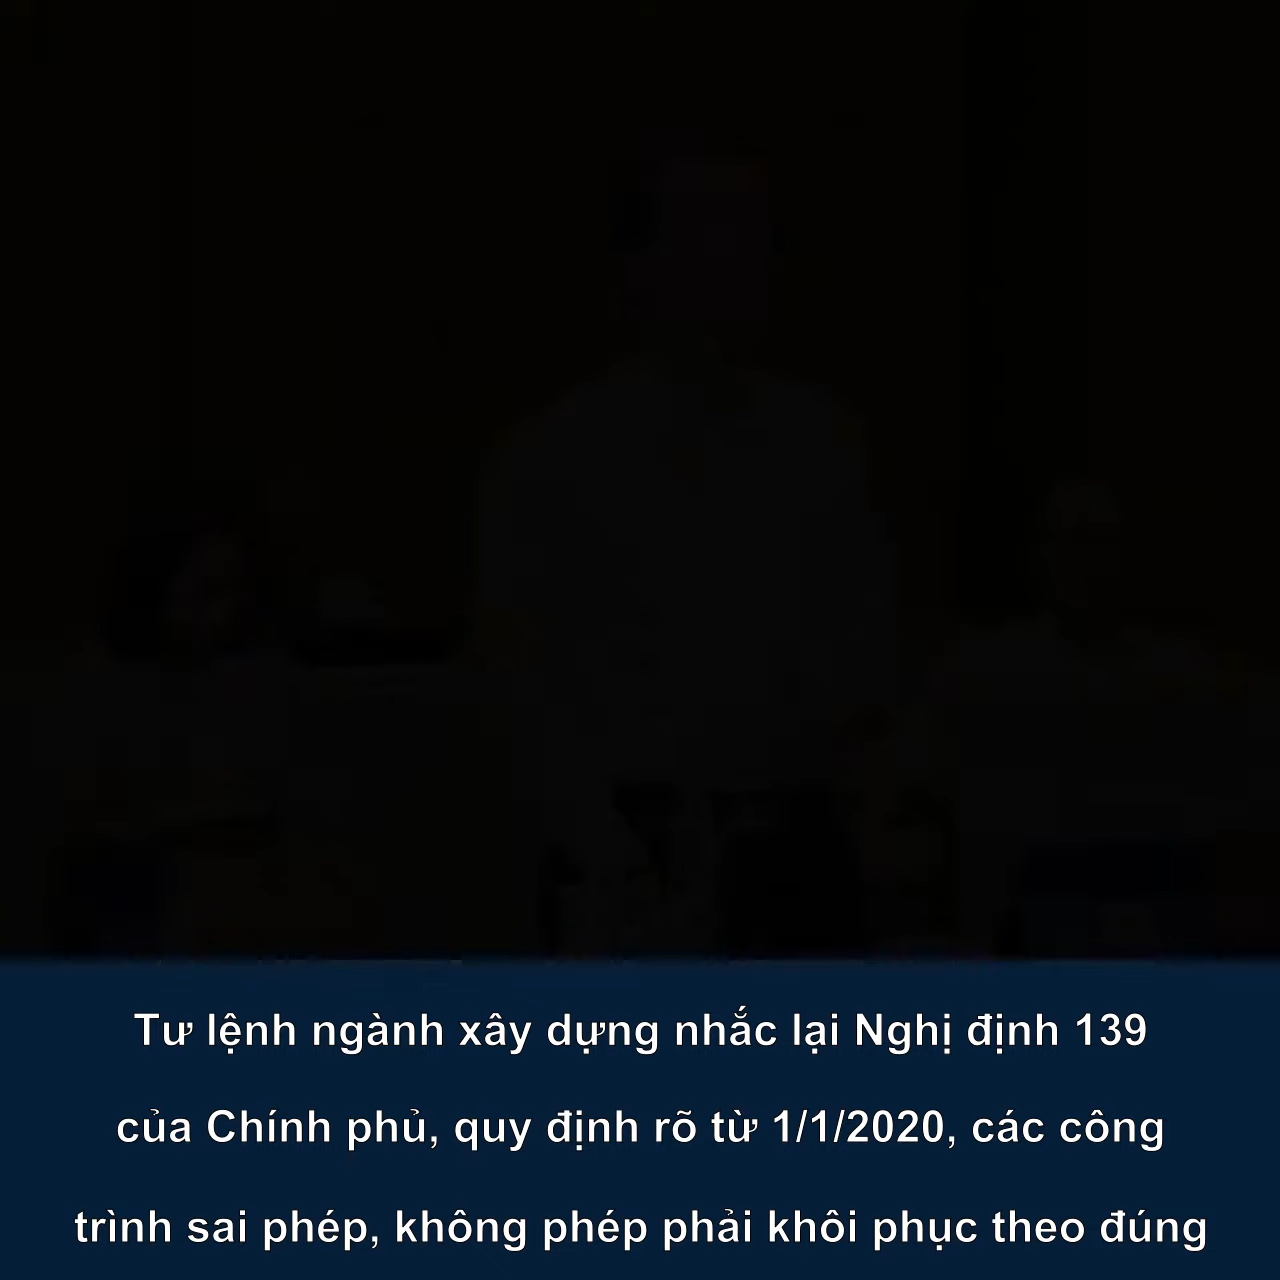 Tư lệnh ngành xây dựng nhắc lại Nghị định 139
của Chính phủ, quy định rõ từ 1/1/2020, các công
trình sai phép, không phép phải khôi phục theo đúng